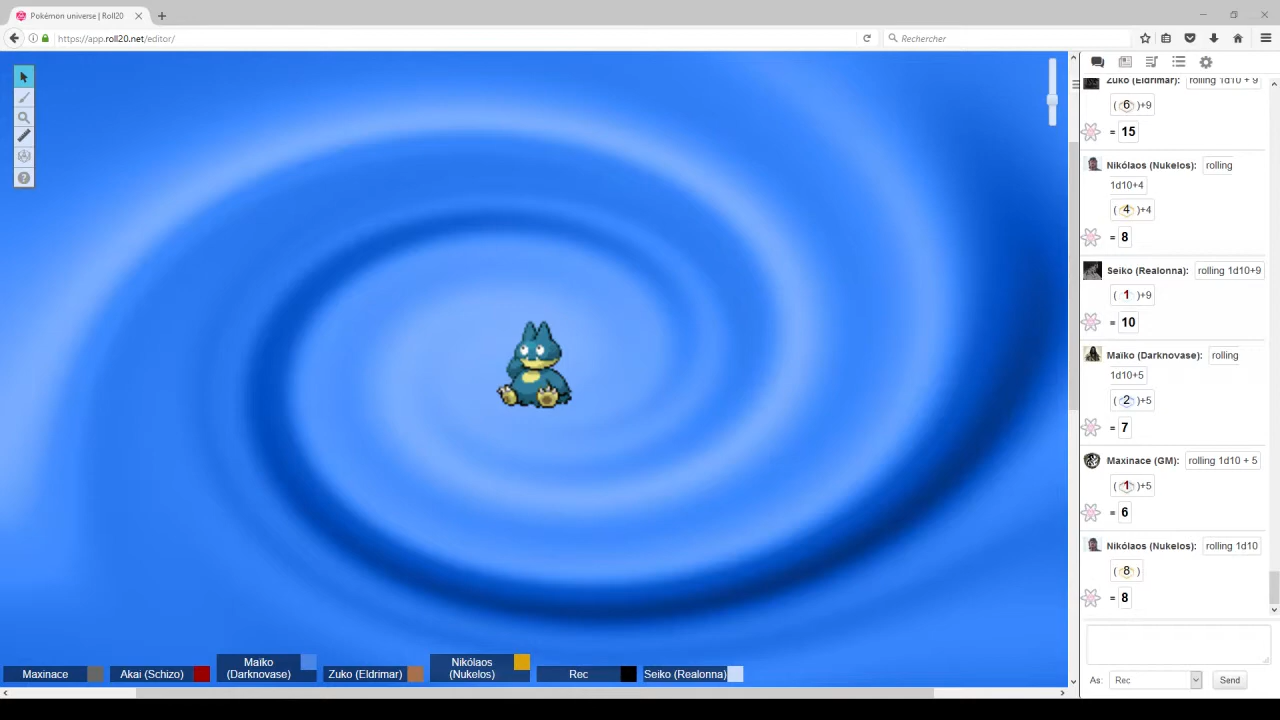 Pokémon universe | Roll20
https://app.roll20.net/editor/
Rechercher
Zuko (Eldrimar): rolling 1d10 + 9
(6)+9
= 15
Nikólaos (Nukelos): rolling
1d10+4
(4)+4
= 8
Seiko (Realonna): rolling 1d10+9
(1)+9
= 10
Maïko (Darknovase): rolling
1d10+5
(2)+5
= 7
Maxinace (GM): rolling 1d10 + 5
(1)+5
= 6
Nikólaos (Nukelos): rolling 1d10
(8)
= 8
As: Rec Send
Maxinace
Akai (Schizo)
Maïko
(Darknovase)
Zuko (Eldrimar)
Nikólaos
(Nukelos)
Rec
Seiko (Realonna)